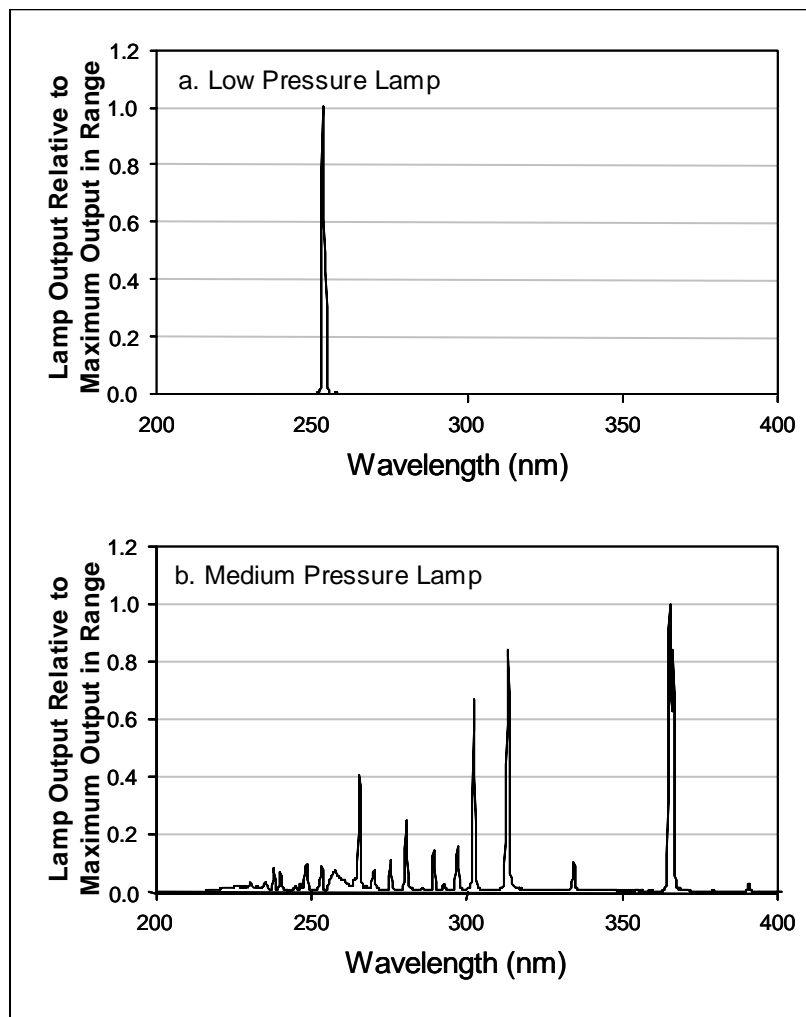 a. Low Pressure Lamp
Lamp Output Relative to
Maximum Output in Range
1.2
1.0
0.8
0.6
0.4
0.2
0.0
200 250 300 350 400
Wavelength (nm)
b. Medium Pressure Lamp
Lamp Output Relative to
Maximum Output in Range
1.2
1.0
0.8
0.6
0.4
0.2
0.0
200 250 300 350 400
Wavelength (nm)